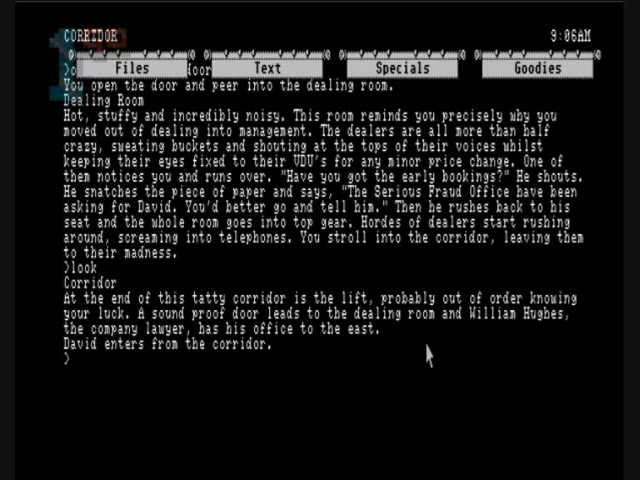 CORRIDOR 9:06AM
Files Text Specials Goodies
>o door
You open the door and peer into the dealing room.
Dealing Room
Hot, stuffy and incredibly noisy. This room reminds you precisely why you
moved out of dealing into management. The dealers are all more than half
crazy, sweating buckets and shouting at the tops of their voices whilst
keeping their eyes fixed to their VDU's for any minor price change. One of
them notices you and runs over. "Have you got the early bookings?" He shouts.
He snatches the piece of paper and says, "The Serious Fraud Office have been
asking for David. You'd better go and tell him." Then he rushes back to his
seat and the whole room goes into top gear. Hordes of dealers start rushing
around, screaming into telephones. You stroll into the corridor, leaving them
to their madness.
>look
Corridor
At the end of this tatty corridor is the lift, probably out of order knowing
your luck. A sound proof door leads to the dealing room and William Hughes,
the company lawyer, has his office to the east.
David enters from the corridor.
>